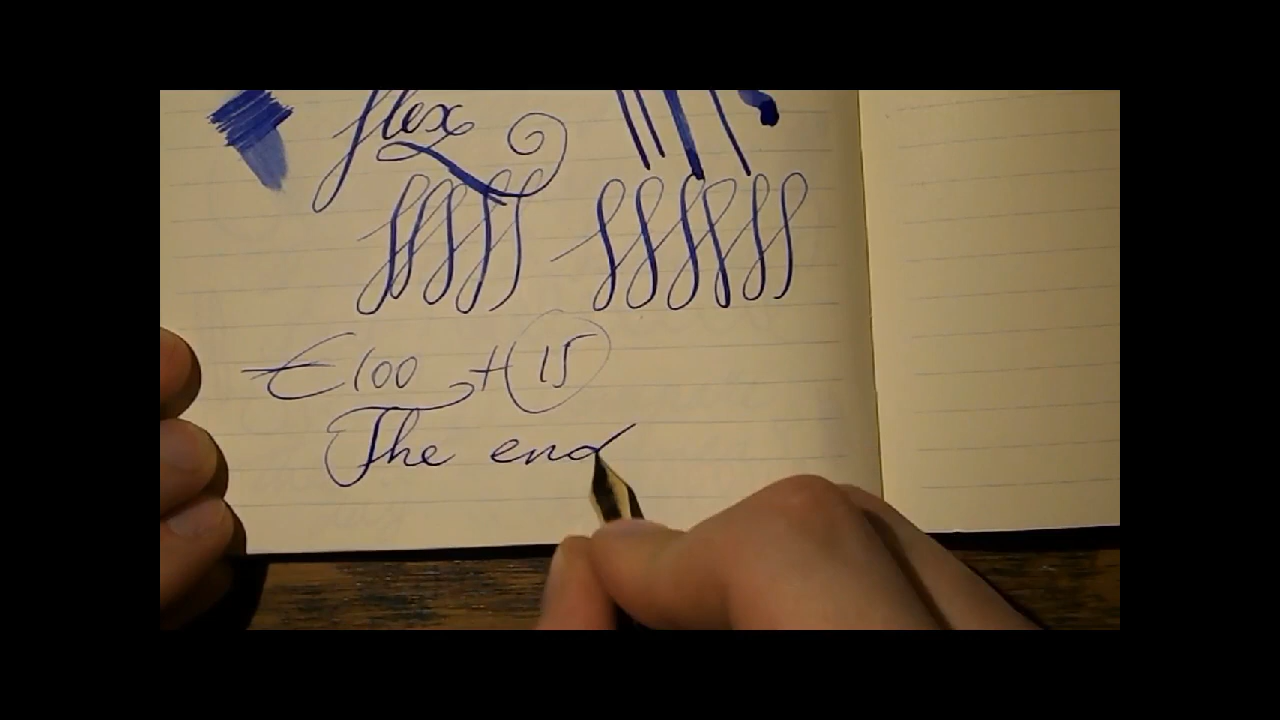 flex
€100 + 15
The end